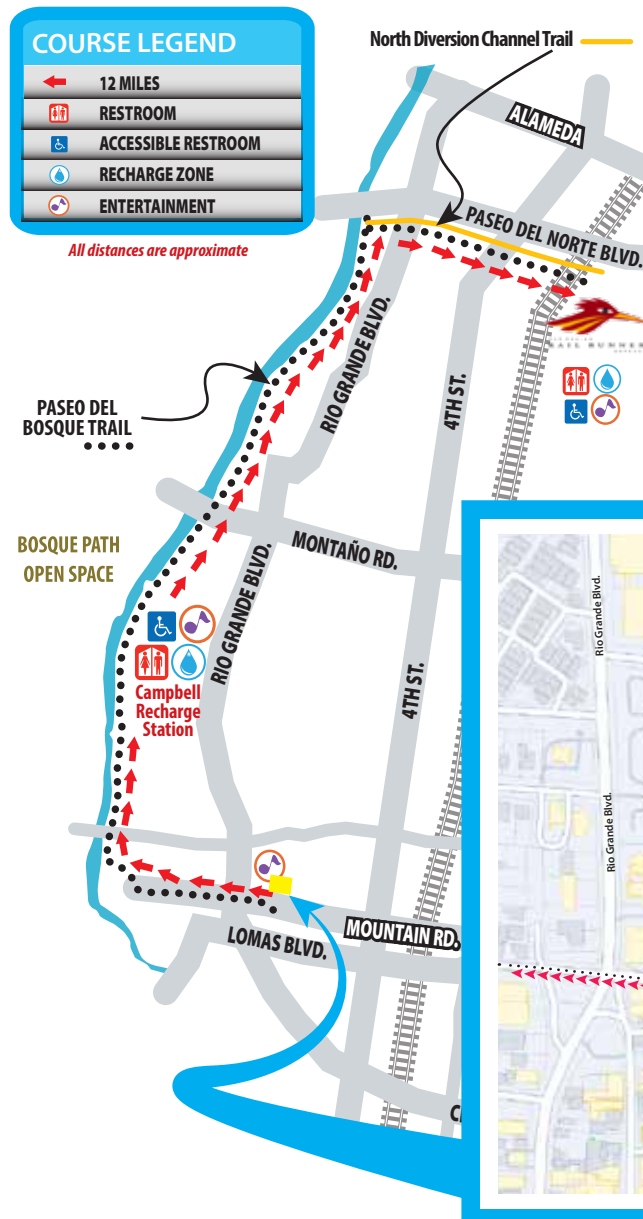 COURSE LEGEND
12 MILES
RESTROOM
ACCESSIBLE RESTROOM
RECHARGE ZONE
ENTERTAINMENT
All distances are approximate
North Diversion Channel Trail
ALAMEDA
PASEO DEL NORTE BLVD.
RIO GRANDE BLVD.
4TH ST.
PASEO DEL
BOSQUE TRAIL
MONTAÑO RD.
BOSQUE PATH
OPEN SPACE
RIO GRANDE BLVD.
4TH ST.
Campbell
Recharge
Station
MOUNTAIN RD.
LOMAS BLVD.
Rio Grande Blvd.
Rio Grande Blvd.